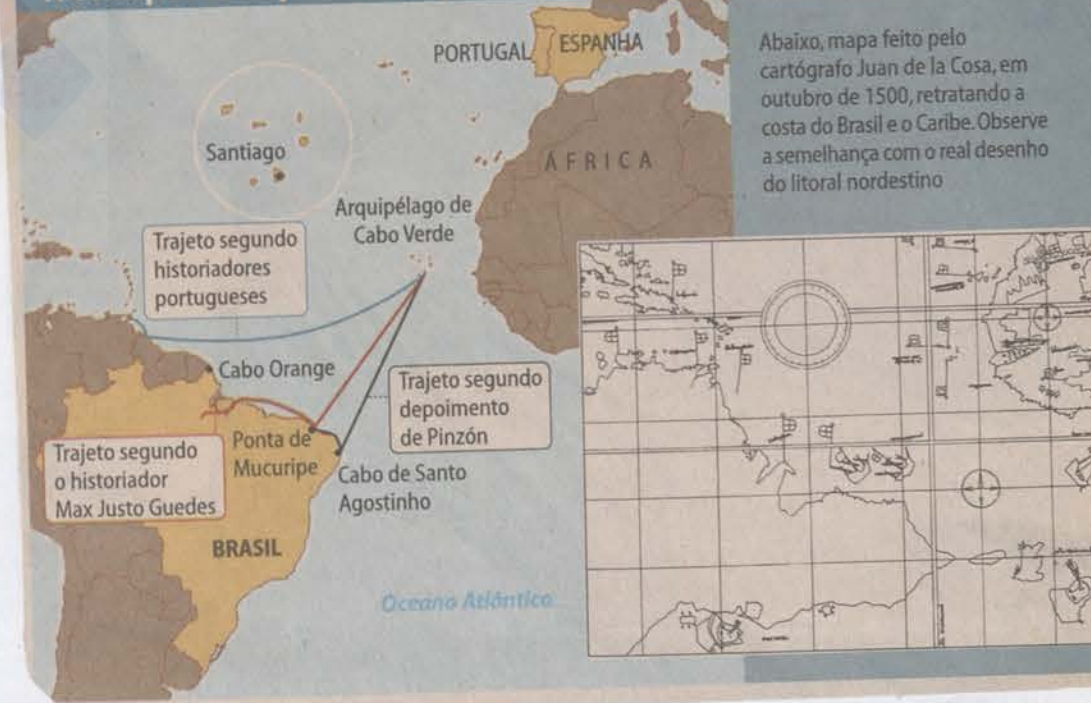 PORTUGAL
ESPANHA
ÁFRICA
Santiago
Arquipélago de
Cabo Verde
Trajeto segundo
historiadores
portugueses
Cabo Orange
Trajeto segundo
depoimento
de Pinzón
Ponta de
Mucuripe
Cabo de Santo
Agostinho
Trajeto segundo
o historiador
Max Justo Guedes
BRASIL
Oceano Atlântico
Abaixo, mapa feito pelo
cartógrafo Juan de la Cosa, em
outubro de 1500, retratando a
costa do Brasil e o Caribe. Observe
a semelhança com o real desenho
do litoral nordestino